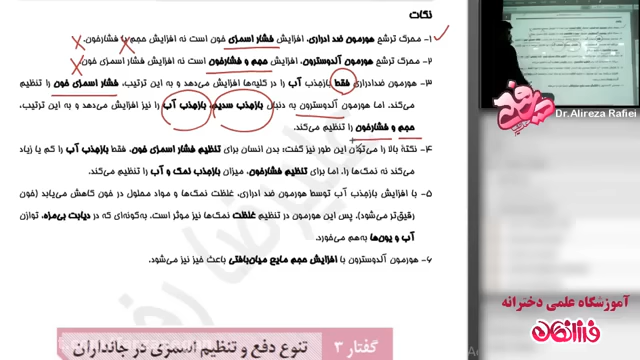 نکات
۱- محرک ترشح هورمون ضد ادراری، افزایش فشار اسمزی خون است نه افزایش حجم یا فشارخون.
۲- محرک ترشح هورمون آلدوسترون، افزایش حجم و فشارخون است نه افزایش فشار اسمزی خون.
۳- هورمون ضدادراری فقط بازجذب آب را در کلیه‌ها افزایش می‌دهد و به این ترتیب، فشار اسمزی خون را تنظیم
می‌کند. اما هورمون آلدوسترون به دنبال بازجذب سدیم، بازجذب آب را نیز افزایش می‌دهد و به این ترتیب،
حجم و فشارخون را تنظیم می‌کند.
۴- نکتهٔ بالا را می‌توان این طور نیز گفت: بدن انسان برای تنظیم فشار اسمزی خون، فقط بازجذب آب را کم یا زیاد
می‌کند نه نمک‌ها را، اما برای تنظیم فشارخون، میزان بازجذب نمک و آب را تنظیم می‌کند.
۵- با افزایش بازجذب آب توسط هورمون ضد ادراری، غلظت نمک‌ها و مواد محلول در خون کاهش می‌یابد (خون
رقیق‌تر می‌شود). پس این هورمون در تنظیم غلظت نمک‌ها نیز موثر است، به‌گونه‌ای که در دیابت بی‌مزه، توازن
آب و یون‌ها به‌هم می‌خورد.
۶- هورمون آلدوسترون با افزایش حجم مایع میان‌بافتی باعث خیز نیز می‌شود.
گفتار ۳
تنوع دفع و تنظیم اسمزی در جانداران
Dr.Alireza Rafiei
آموزشگاه علمی دخترانه
فرزانگان